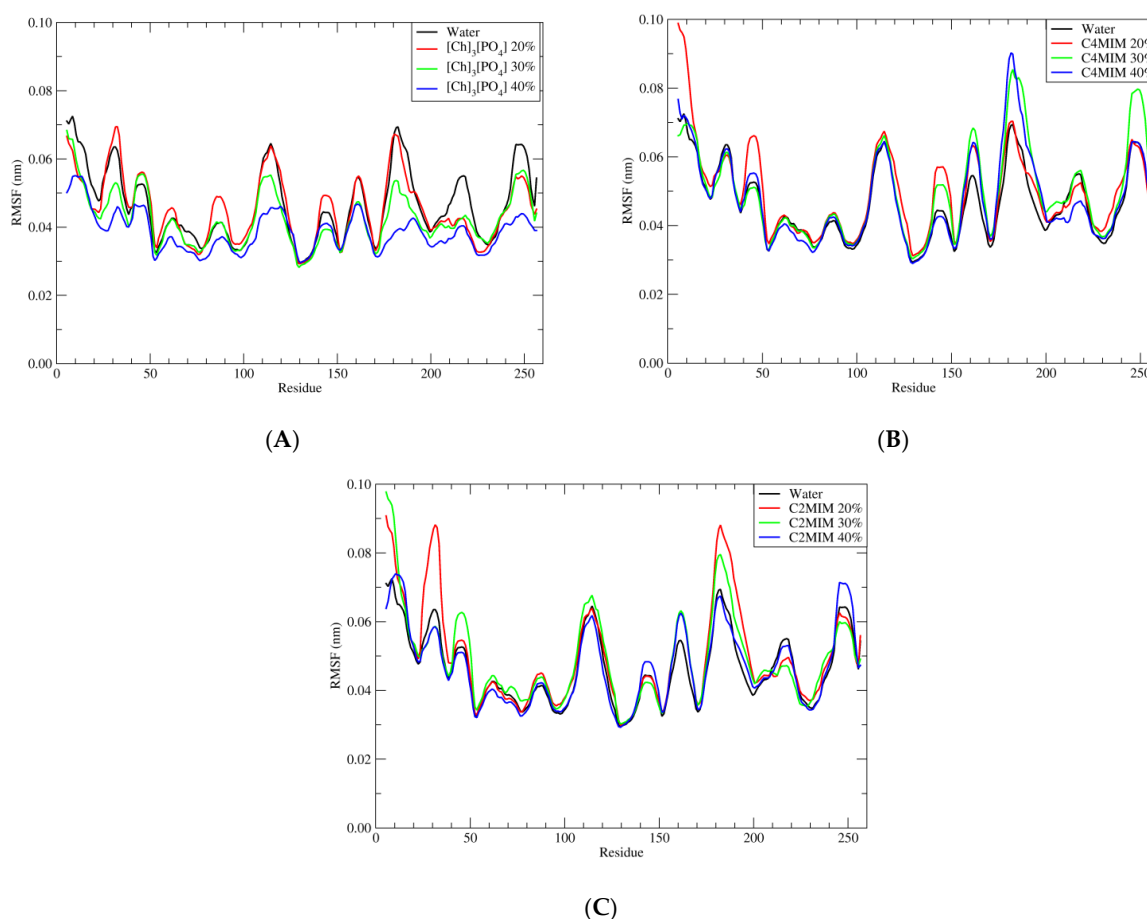 0.10
0.08
0.06
0.04
0.02
0.00
RMSF (nm)
0 50 100 150 200 250
Residue
Water
[Ch]3[PO4] 20%
[Ch]3[PO4] 30%
[Ch]3[PO4] 40%
(A)
0.10
0.08
0.06
0.04
0.02
0.00
RMSF (nm)
0 50 100 150 200 250
Residue
Water
C4MIM 20%
C4MIM 30%
C4MIM 40%
(B)
0.10
0.08
0.06
0.04
0.02
0.00
RMSF (nm)
0 50 100 150 200 250
Residue
Water
C2MIM 20%
C2MIM 30%
C2MIM 40%
(C)